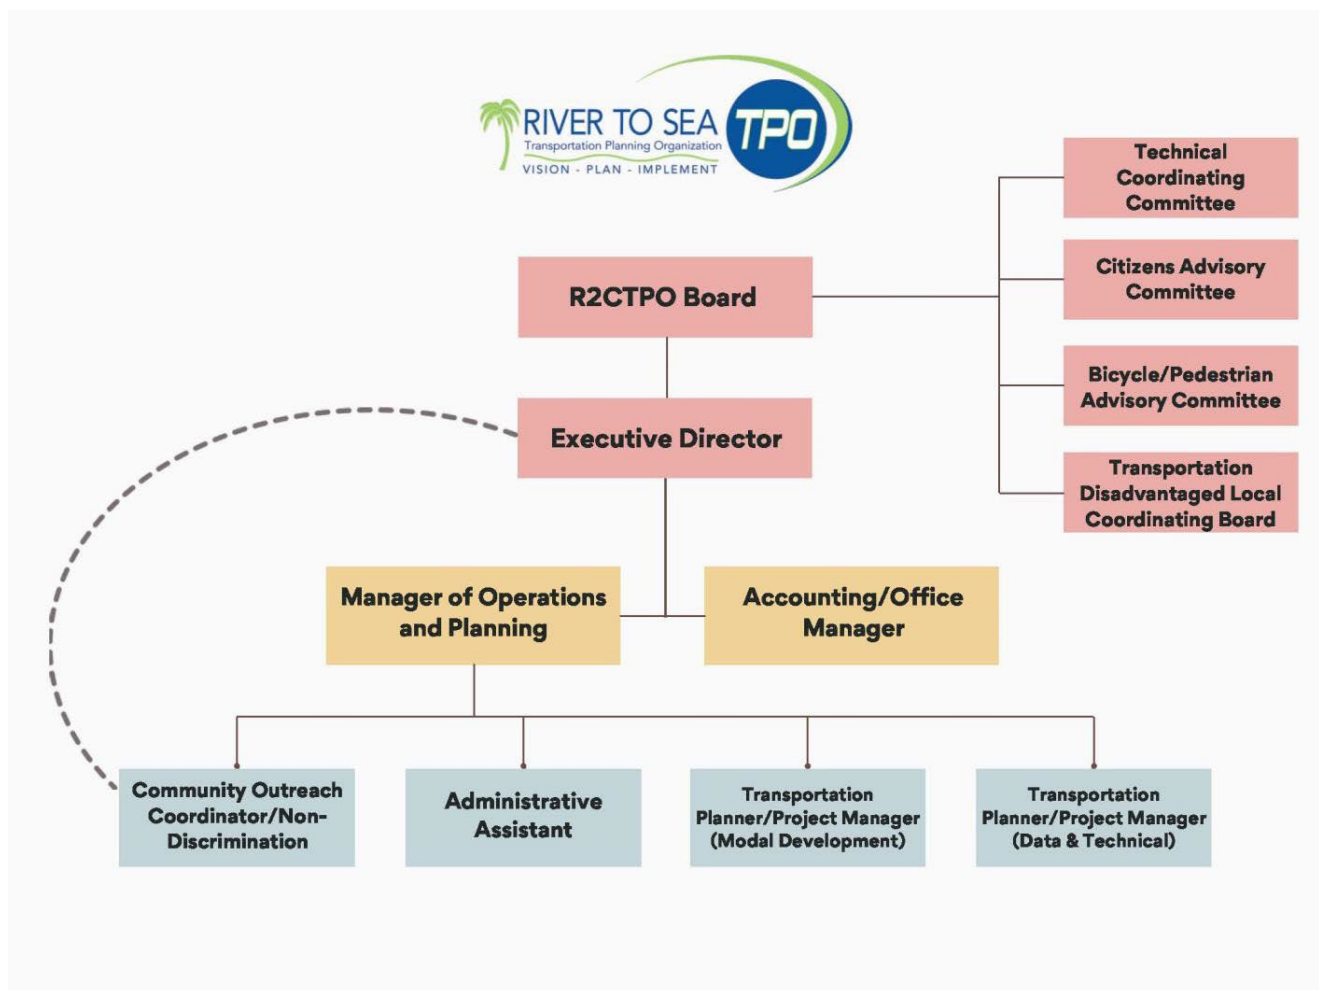 RIVER TO SEA
Transportation Planning Organization
VISION - PLAN - IMPLEMENT
TPO
Technical
Coordinating
Committee
Citizens Advisory
Committee
R2CTPO Board
Bicycle/Pedestrian
Advisory Committee
Executive Director
Transportation
Disadvantaged Local
Coordinating Board
Manager of Operations
and Planning
Accounting/Office
Manager
Community Outreach
Coordinator/Non-
Discrimination
Administrative
Assistant
Transportation
Planner/Project Manager
(Modal Development)
Transportation
Planner/Project Manager
(Data & Technical)